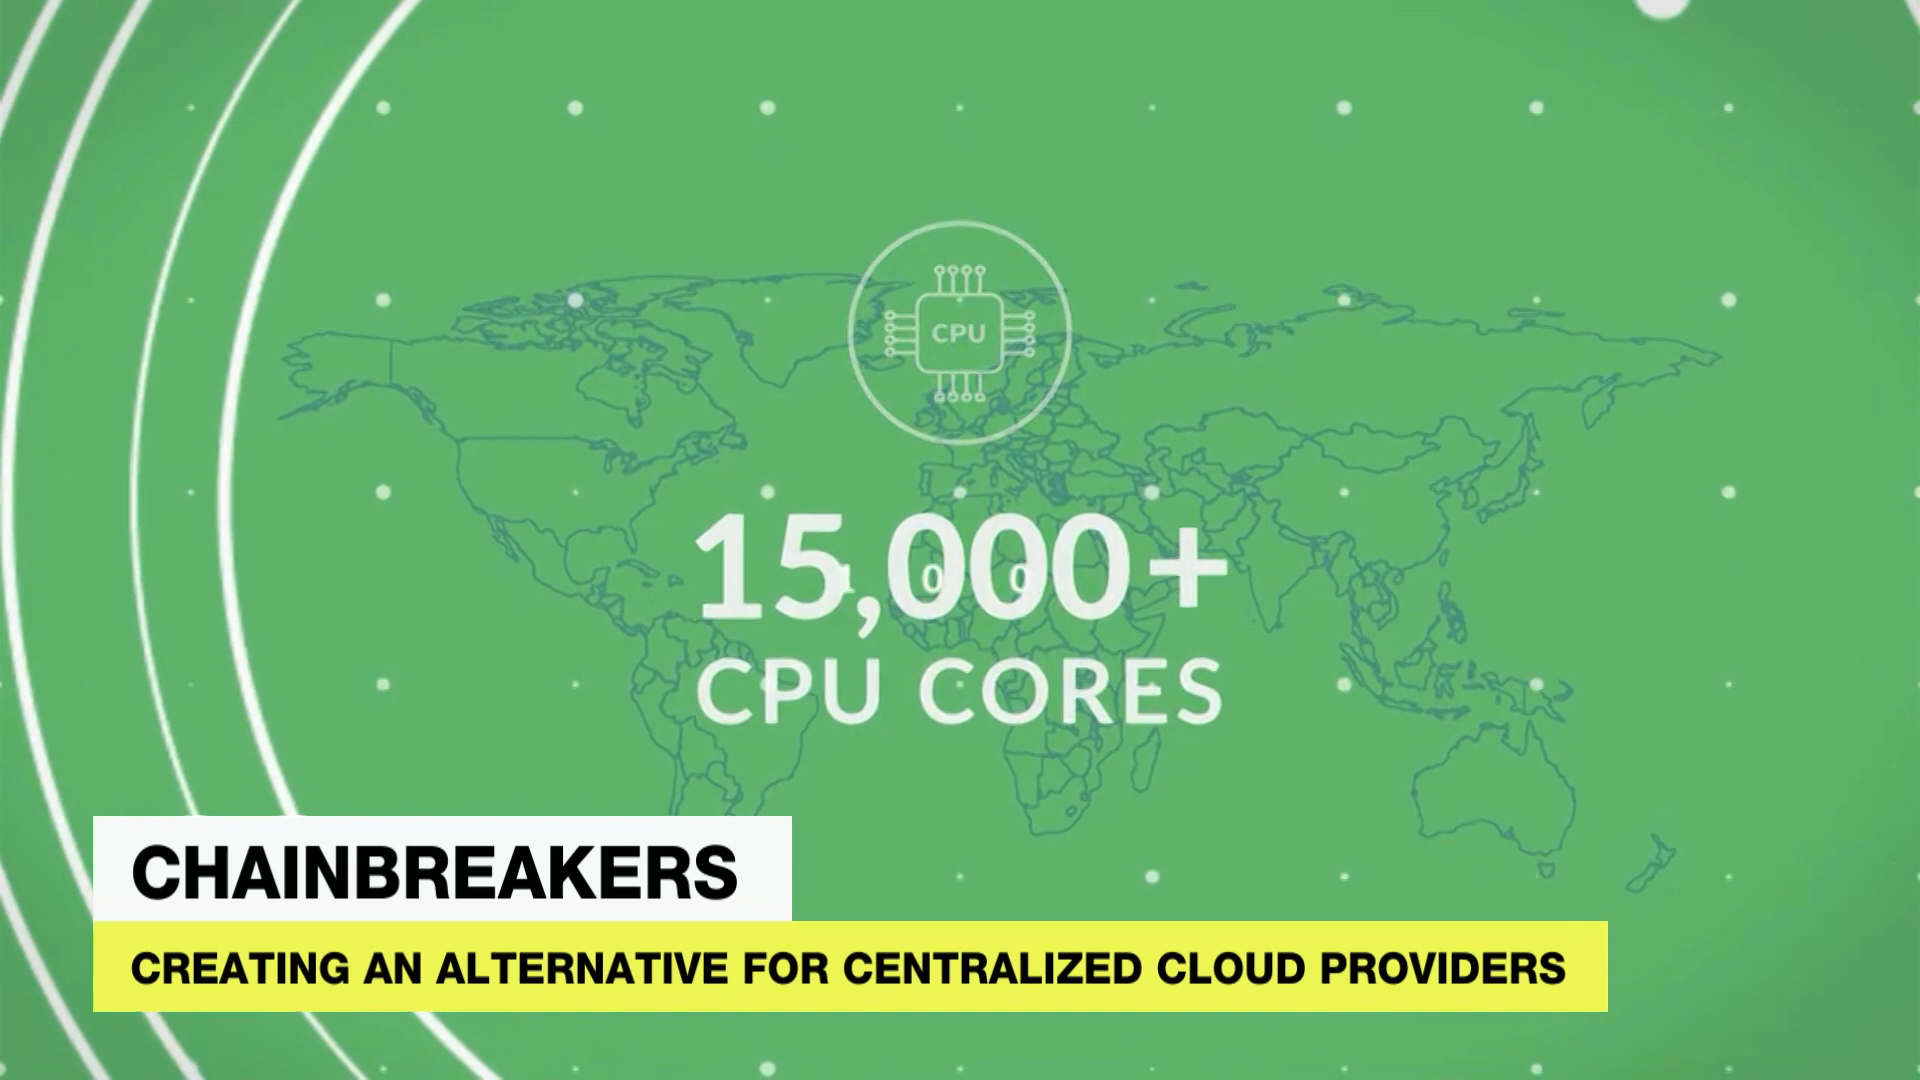 CPU
15,000+
CPU CORES
CHAINBREAKERS
CREATING AN ALTERNATIVE FOR CENTRALIZED CLOUD PROVIDERS